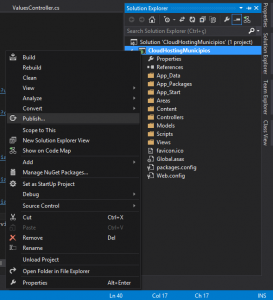 ValuesController.cs
Solution Explorer
Search Solution Explorer (Ctrl+ç)
Solution 'CloudHostingMunicipios' (1 project)
CloudHostingMunicipios
Properties
References
App_Data
App_Packages
App_Start
Areas
Content
Controllers
Models
Scripts
Views
favicon.ico
Global.asax
packages.config
Web.config
Build
Rebuild
Clean
View
Analyze
Convert
Publish...
Scope to This
New Solution Explorer View
Show on Code Map
Add
Manage NuGet Packages...
Set as StartUp Project
Debug
Source Control
Cut Ctrl+X
Paste Ctrl+V
Remove Del
Rename
Unload Project
Open Folder in File Explorer
Properties Alt+Enter
Solution Explorer
Team Explorer
Class View
Ln 40 Col 17 Ch 17 INS